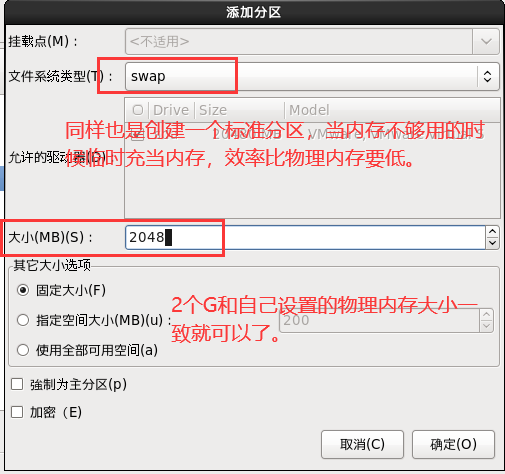 添加分区
挂载点(M)：
<不适用>
文件系统类型(T)：
swap
Drive Size Model
同样也是创建一个标准分区，当内存不够用的时
候临时充当内存，效率比物理内存要低。
允许的驱动器(D)
大小(MB)(S)：
2048
其它大小选项
固定大小(F)
2个G和自己设置的物理内存大小一
致就可以了。
指定空间大小(MB)(u)：
200
使用全部可用空间(a)
強制为主分区(p)
加密（E)
取消(C)
确定(O)